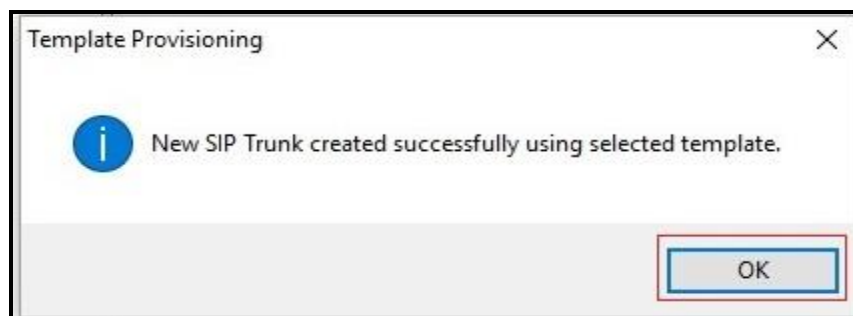 Template Provisioning
New SIP Trunk created successfully using selected template.
OK